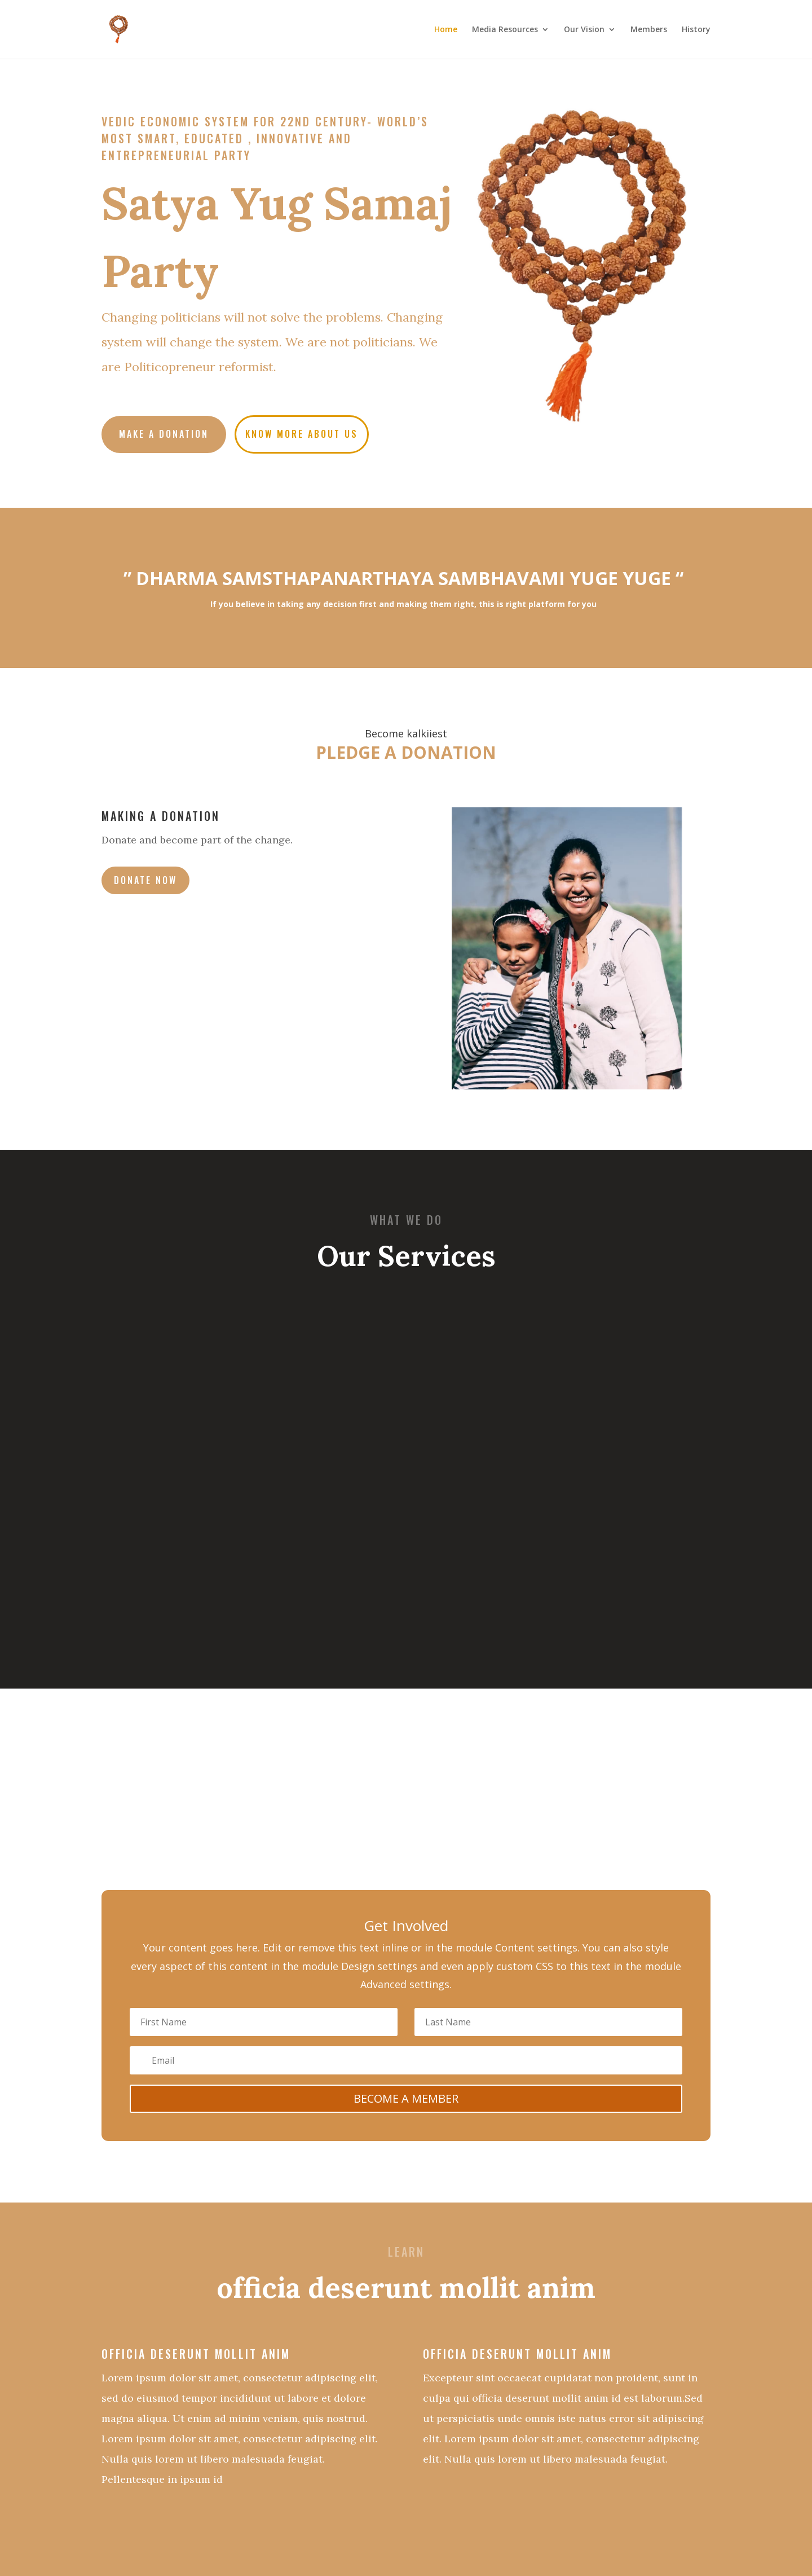 Home
Media Resources
Our Vision
Members
History
VEDIC ECONOMIC SYSTEM FOR 22ND CENTURY- WORLD’S
MOST SMART, EDUCATED , INNOVATIVE AND
ENTREPRENEURIAL PARTY
Satya Yug Samaj
Party
Changing politicians will not solve the problems. Changing
system will change the system. We are not politicians. We
are Politicopreneur reformist.
MAKE A DONATION
KNOW MORE ABOUT US
” DHARMA SAMSTHAPANARTHAYA SAMBHAVAMI YUGE YUGE “
If you believe in taking any decision first and making them right, this is right platform for you
Become kalkiiest
PLEDGE A DONATION
MAKING A DONATION
Donate and become part of the change.
DONATE NOW
WHAT WE DO
Our Services
Get Involved
Your content goes here. Edit or remove this text inline or in the module Content settings. You can also style
every aspect of this content in the module Design settings and even apply custom CSS to this text in the module
Advanced settings.
First Name
Last Name
Email
BECOME A MEMBER
LEARN
officia deserunt mollit anim
OFFICIA DESERUNT MOLLIT ANIM
Lorem ipsum dolor sit amet, consectetur adipiscing elit,
sed do eiusmod tempor incididunt ut labore et dolore
magna aliqua. Ut enim ad minim veniam, quis nostrud.
Lorem ipsum dolor sit amet, consectetur adipiscing elit.
Nulla quis lorem ut libero malesuada feugiat.
Pellentesque in ipsum id
OFFICIA DESERUNT MOLLIT ANIM
Excepteur sint occaecat cupidatat non proident, sunt in
culpa qui officia deserunt mollit anim id est laborum.Sed
ut perspiciatis unde omnis iste natus error sit adipiscing
elit. Lorem ipsum dolor sit amet, consectetur adipiscing
elit. Nulla quis lorem ut libero malesuada feugiat.